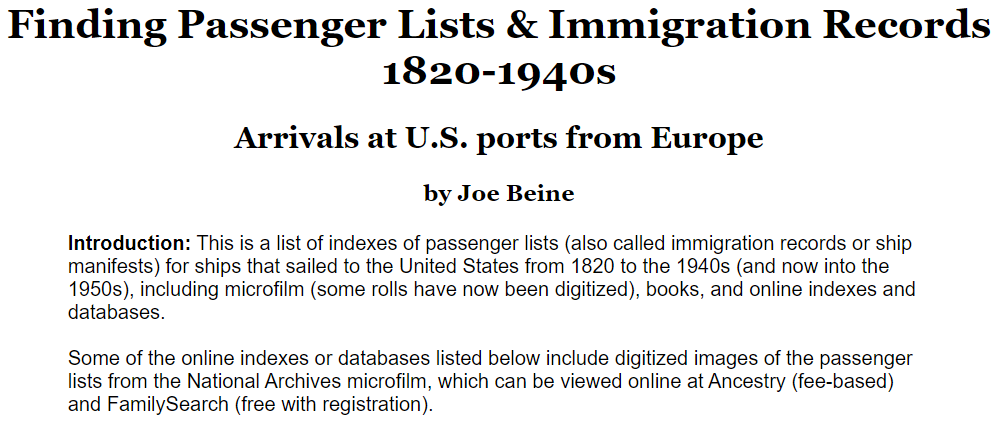 Finding Passenger Lists & Immigration Records
1820-1940s
Arrivals at U.S. ports from Europe
by Joe Beine
Introduction: This is a list of indexes of passenger lists (also called immigration records or ship
manifests) for ships that sailed to the United States from 1820 to the 1940s (and now into the
1950s), including microfilm (some rolls have now been digitized), books, and online indexes and
databases.
Some of the online indexes or databases listed below include digitized images of the passenger
lists from the National Archives microfilm, which can be viewed online at Ancestry (fee-based)
and FamilySearch (free with registration).